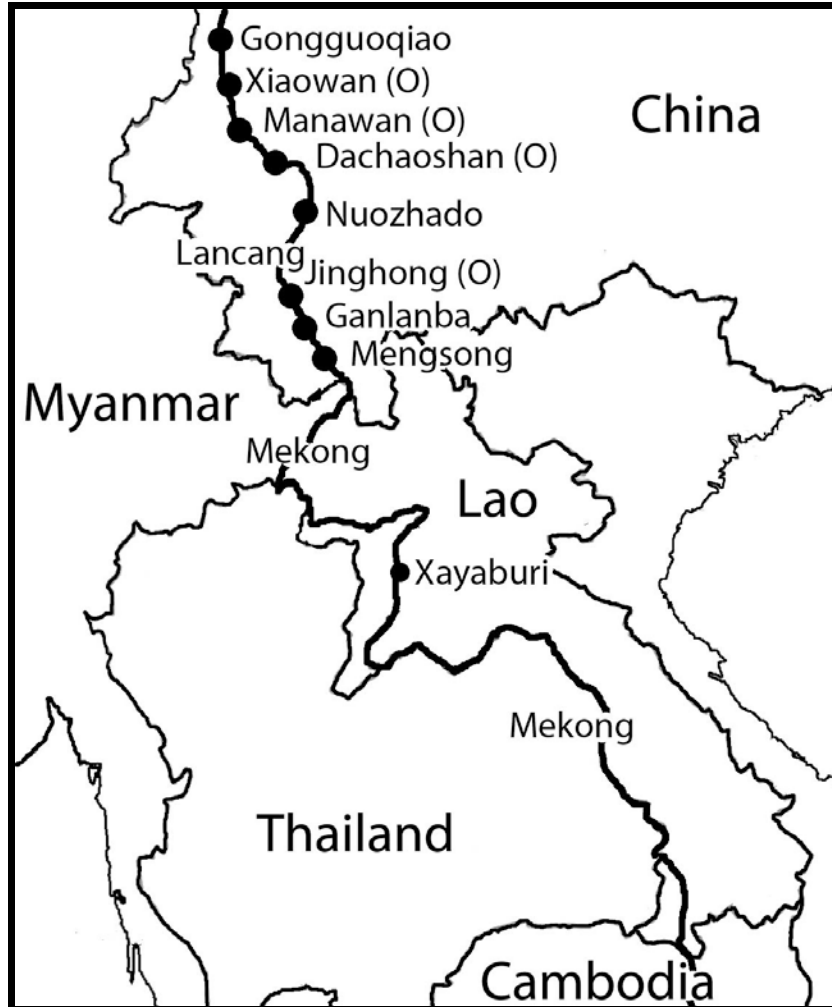 Gongguoqiao
Xiaowan (O)
China
Manawan (O)
Dachaoshan (O)
Nuozhado
Lancang
Jinghong (O)
Ganlanba
Mengsong
Myanmar
Mekong
Lao
Xayaburi
Mekong
Thailand
Cambodia